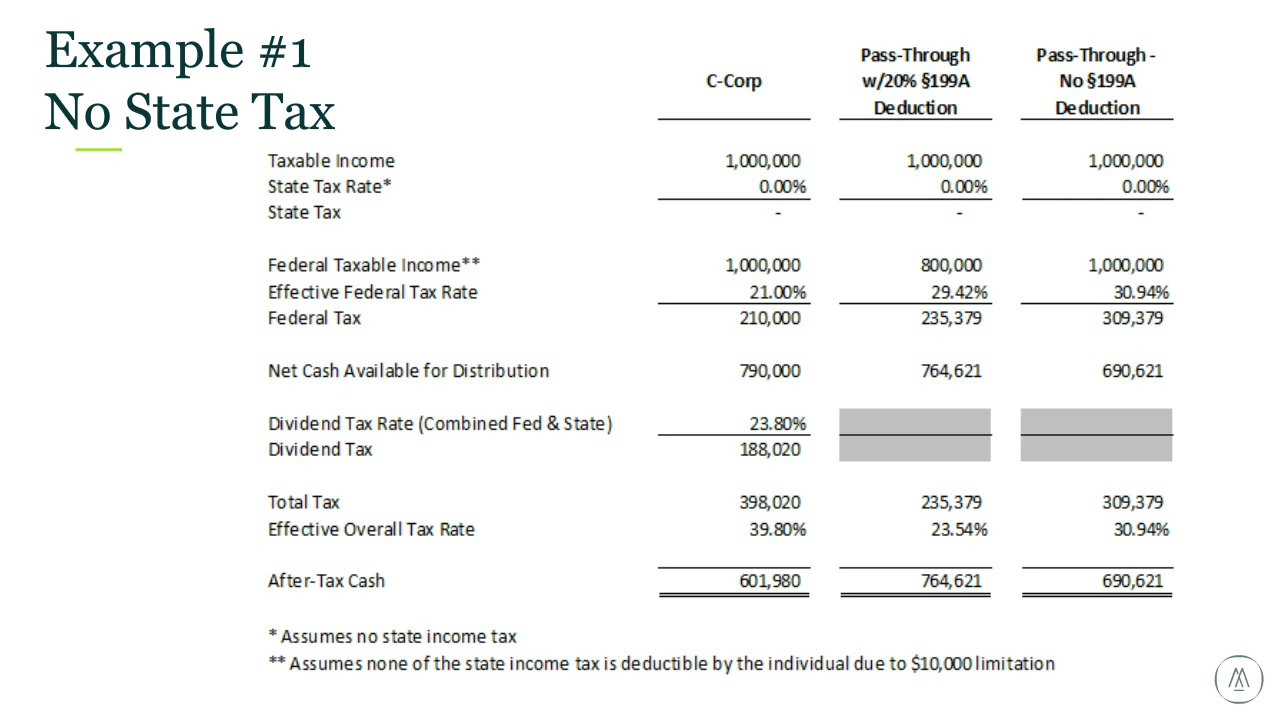 Example #1
No State Tax
C-Corp
Pass-Through
w/20% §199A
Deduction
Pass-Through -
No §199A
Deduction
Taxable Income 1,000,000 1,000,000 1,000,000
State Tax Rate* 0.00% 0.00% 0.00%
State Tax - - -
Federal Taxable Income** 1,000,000 800,000 1,000,000
Effective Federal Tax Rate 21.00% 29.42% 30.94%
Federal Tax 210,000 235,379 309,379
Net Cash Available for Distribution 790,000 764,621 690,621
Dividend Tax Rate (Combined Fed & State) 23.80%
Dividend Tax 188,020
Total Tax 398,020 235,379 309,379
Effective Overall Tax Rate 39.80% 23.54% 30.94%
After-Tax Cash 601,980 764,621 690,621
* Assumes no state income tax
** Assumes none of the state income tax is deductible by the individual due to $10,000 limitation